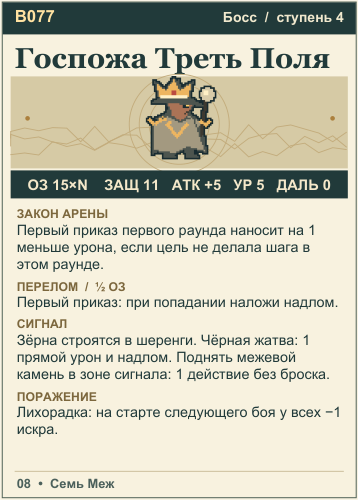 B077
Босс / ступень 4
Госпожа Треть Поля
ОЗ 15×N ЗАЩ 11 АТК +5 УР 5 ДАЛЬ 0
ЗАКОН АРЕНЫ
Первый приказ первого раунда наносит на 1
меньше урона, если цель не делала шага в
этом раунде.
ПЕРЕЛОМ / ½ ОЗ
Первый приказ: при попадании наложи надлом.
СИГНАЛ
Зёрна строятся в шеренги. Чёрная жатва: 1
прямой урон и надлом. Поднять межевой
камень в зоне сигнала: 1 действие без броска.
ПОРАЖЕНИЕ
Лихорадка: на старте следующего боя у всех −1
искра.
08 • Семь Меж